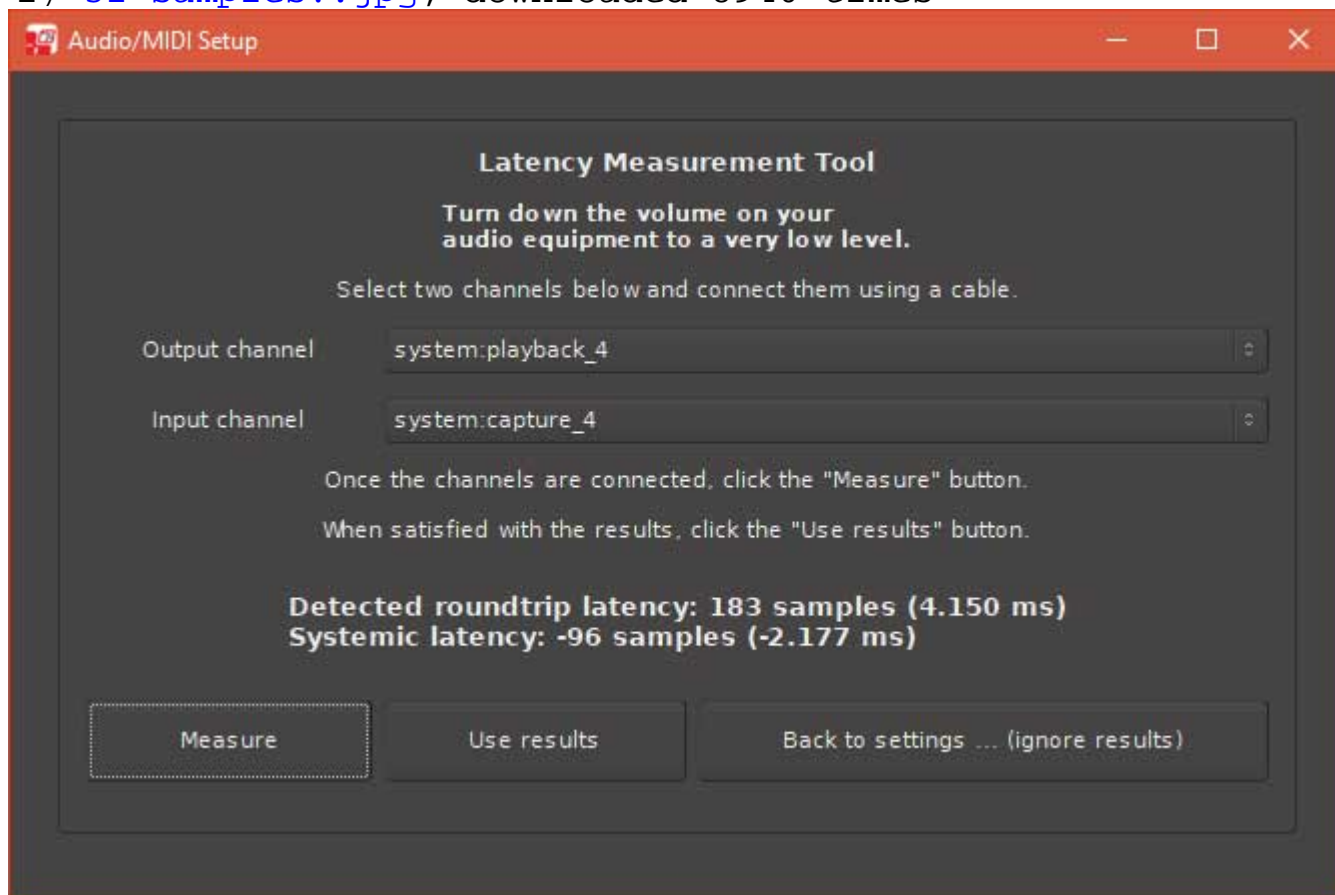 Audio/MIDI Setup
Latency Measurement Tool
Turn down the volume on your
audio equipment to a very low level.
Select two channels below and connect them using a cable.
Output channel system:playback_4
Input channel system:capture_4
Once the channels are connected, click the "Measure" button.
When satisfied with the results, click the "Use results" button.
Detected roundtrip latency: 183 samples (4.150 ms)
Systemic latency: -96 samples (-2.177 ms)
Measure Use results Back to settings ... (ignore results)